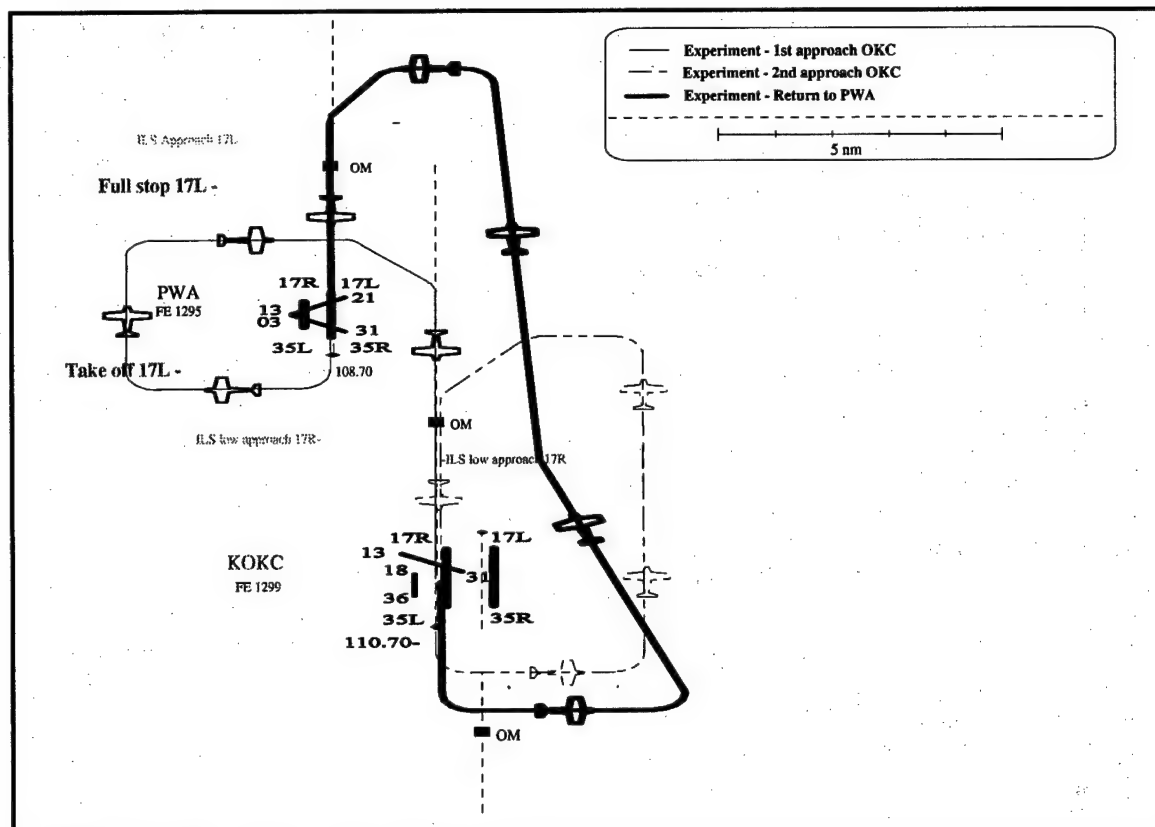 Experiment - 1st approach OKC
Experiment - 2nd approach OKC
Experiment - Return to PWA
5 nm
ILS Approach 17L
OM
Full stop 17L -
17R 17L
21
PWA
FE 1295
13
03
31
35L 35R
Take off 17L -
108.70
OM
ILS low approach 17R-
-ILS low approach 17R
17R 17L
13
KOKC
18
31
FE 1299
36
35L 35R
110.70-
OM